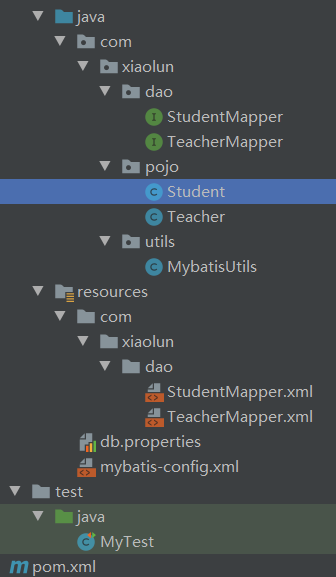 java
com
xiaolun
dao
StudentMapper
TeacherMapper
pojo
Student
Teacher
utils
MybatisUtils
resources
com
xiaolun
dao
StudentMapper.xml
TeacherMapper.xml
db.properties
mybatis-config.xml
test
java
MyTest
pom.xml